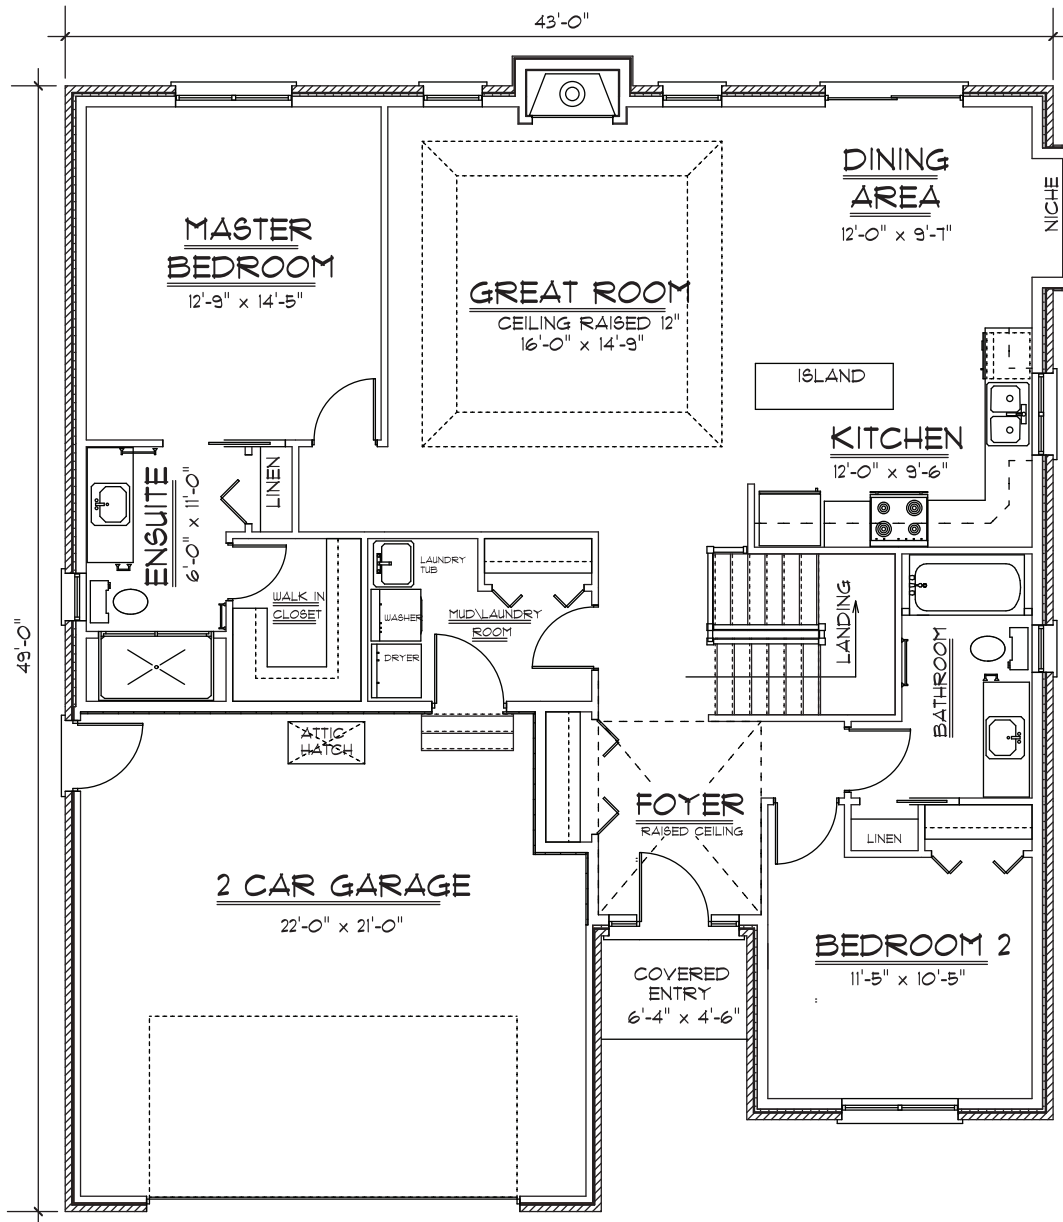 43'-0"
DINING
AREA
12'-0" x 9'-7"
NICHE
MASTER
BEDROOM
12'-9" x 14'-5"
GREAT ROOM
CEILING RAISED 12"
16'-0" x 14'-9"
ISLAND
KITCHEN
12'-0" x 9'-6"
LINEN
ENSUITE
6'-0" x 11'-0"
LAUNDRY
TUB
WALK IN
CLOSET
WASHER
MUD\LAUNDRY
ROOM
DRYER
LANDING
49'-0"
BATHROOM
ATTIC
HATCH
FOYER
RAISED CEILING
LINEN
2 CAR GARAGE
22'-0" x 21'-0"
BEDROOM 2
11'-5" x 10'-5"
COVERED
ENTRY
6'-4" x 4'-6"